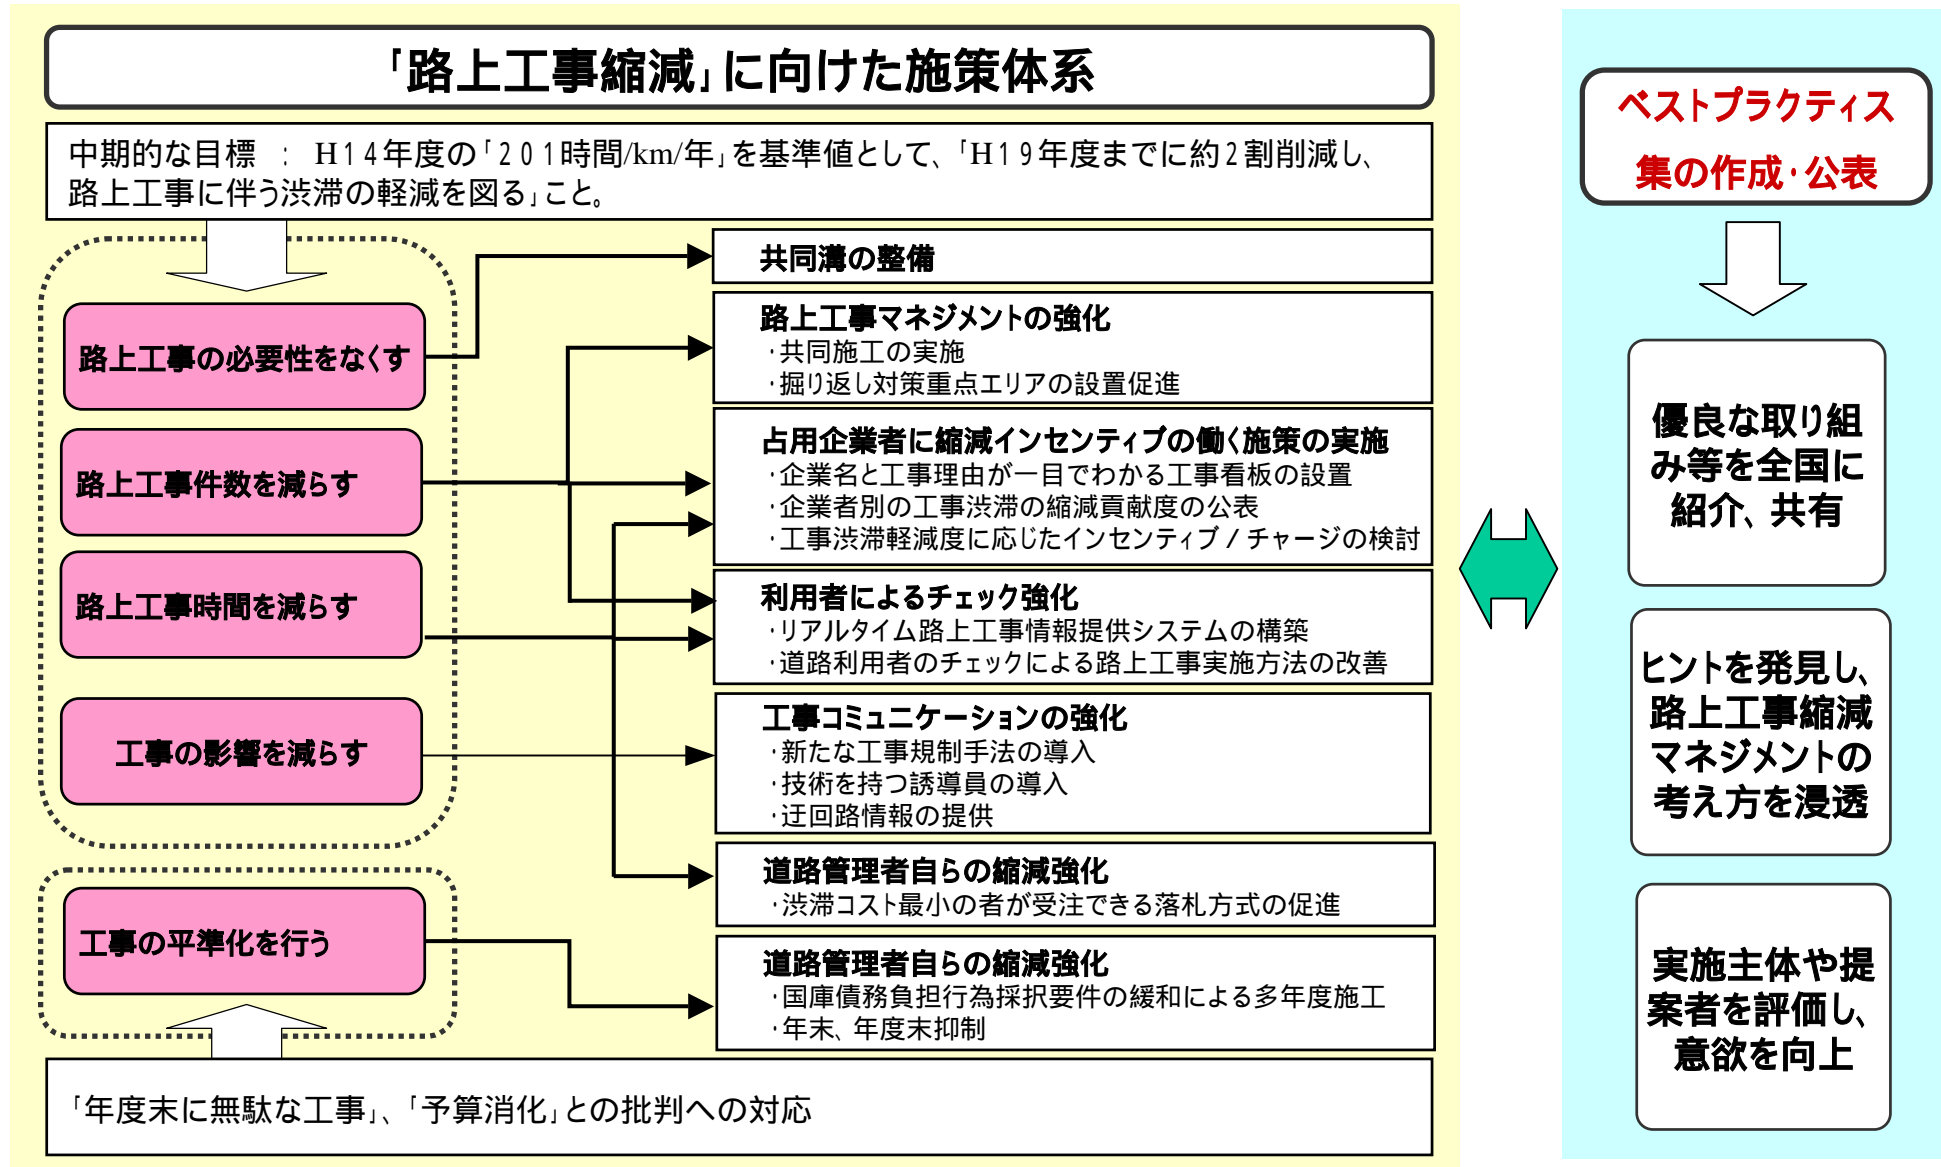 「路上工事縮減」に向けた施策体系
中期的な目標 : H14年度の「201時間/km/年」を基準値として、「H19年度までに約2割削減し、
路上工事に伴う渋滞の軽減を図る」こと。
路上工事の必要性をなくす
路上工事件数を減らす
路上工事時間を減らす
工事の影響を減らす
工事の平準化を行う
共同溝の整備
路上工事マネジメントの強化
・共同施工の実施
・掘り返し対策重点エリアの設置促進
占用企業者に縮減インセンティブの働く施策の実施
・企業名と工事理由が一目でわかる工事看板の設置
・企業者別の工事渋滞の縮減貢献度の公表
・工事渋滞軽減度に応じたインセンティブ／チャージの検討
利用者によるチェック強化
・リアルタイム路上工事情報提供システムの構築
・道路利用者のチェックによる路上工事実施方法の改善
工事コミュニケーションの強化
・新たな工事規制手法の導入
・技術を持つ誘導員の導入
・迂回路情報の提供
道路管理者自らの縮減強化
・渋滞コスト最小の者が受注できる落札方式の促進
道路管理者自らの縮減強化
・国庫債務負担行為採択要件の緩和による多年度施工
・年末、年度末抑制
「年度末に無駄な工事」、「予算消化」との批判への対応
ベストプラクティス
集の作成・公表
優良な取り組
み等を全国に
紹介、共有
ヒントを発見し、
路上工事縮減
マネジメントの
考え方を浸透
実施主体や提
案者を評価し、
意欲を向上